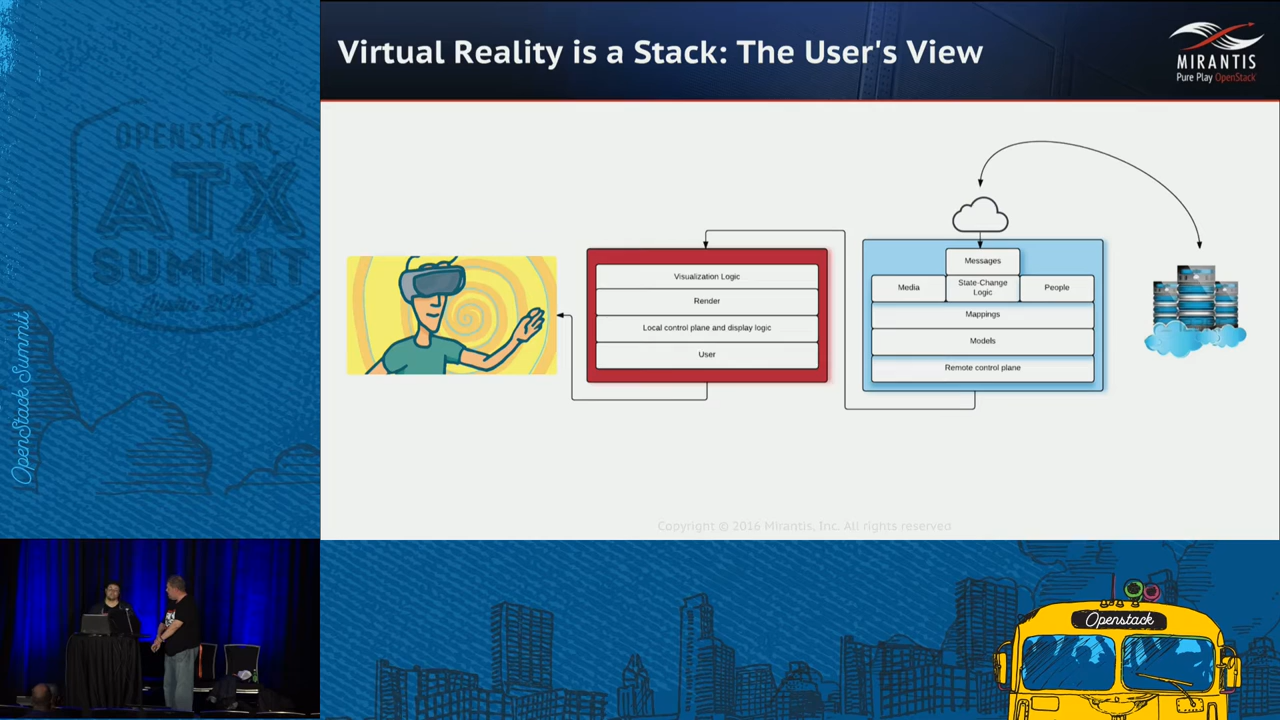 Virtual Reality is a Stack: The User's View
MIRANTIS
Pure Play OpenStack
OPENSTACK
ATX
SUMMIT
OpenStack Summit
Visualization Logic
Render
Local control plane and display logic
User
Messages
Media
State-Change
Logic
People
Mappings
Models
Remote control plane
Copyright © 2016 Mirantis, Inc. All rights reserved
Openstack